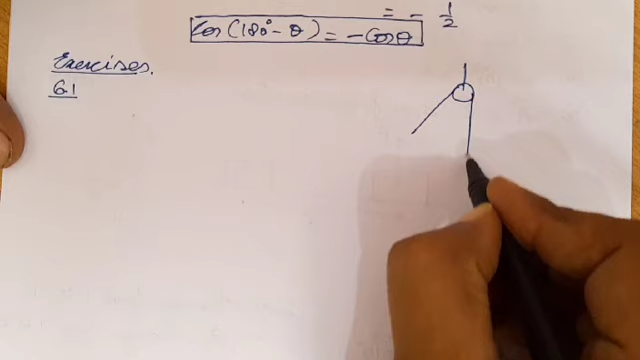 = - 1/2
Cos(180° - θ) = -Cosθ
Exercises.
6.1